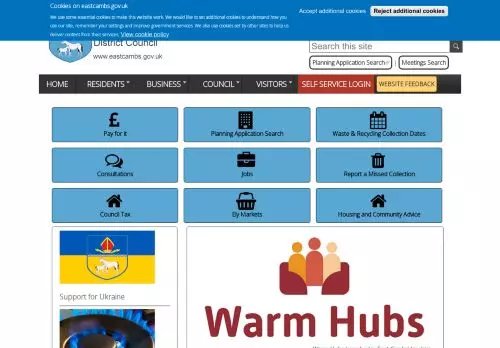 Cookies on eastcambs.gov.uk
We use some essential cookies to make this website work. We'd like to set additional cookies to understand how you
use our site, remember your settings and improve government services. We also use cookies set by other sites to help us
deliver content from their services. View cookie policy
Accept additional cookies
Reject additional cookies
District Council
www.eastcambs.gov.uk
Search this site
Planning Application Search
Meetings Search
HOME
RESIDENTS
BUSINESS
COUNCIL
VISITORS
SELF SERVICE LOGIN
WEBSITE FEEDBACK
Pay for it
Planning Application Search
Waste & Recycling Collection Dates
Consultations
Jobs
Report a Missed Collection
Council Tax
Ely Markets
Housing and Community Advice
Support for Ukraine
Warm Hubs